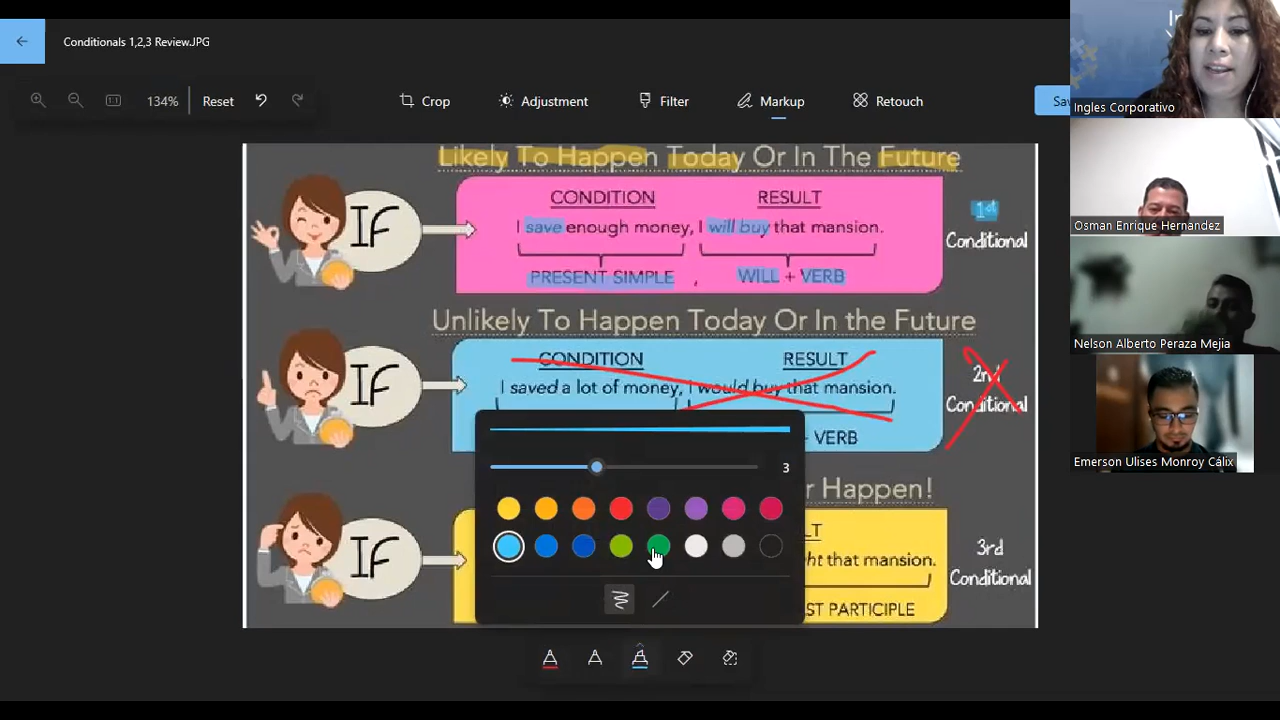 Conditionals 1,2,3 Review.JPG
134% Reset Crop Adjustment Filter Markup Retouch
Ingles Corporativo
Likely To Happen Today Or In The Future
CONDITION RESULT
IF
I save enough money, I will buy that mansion.
PRESENT SIMPLE , WILL + VERB
1st
Conditional
Osman Enrique Hernandez
Unlikely To Happen Today Or In the Future
CONDITION RESULT
IF
I saved a lot of money, I would buy that mansion.
VERB
2nd
Conditional
Nelson Alberto Peraza Mejia
Emerson Ulises Monroy Cálix
3
Happen!
IF
that mansion.
PARTICIPLE
3rd
Conditional